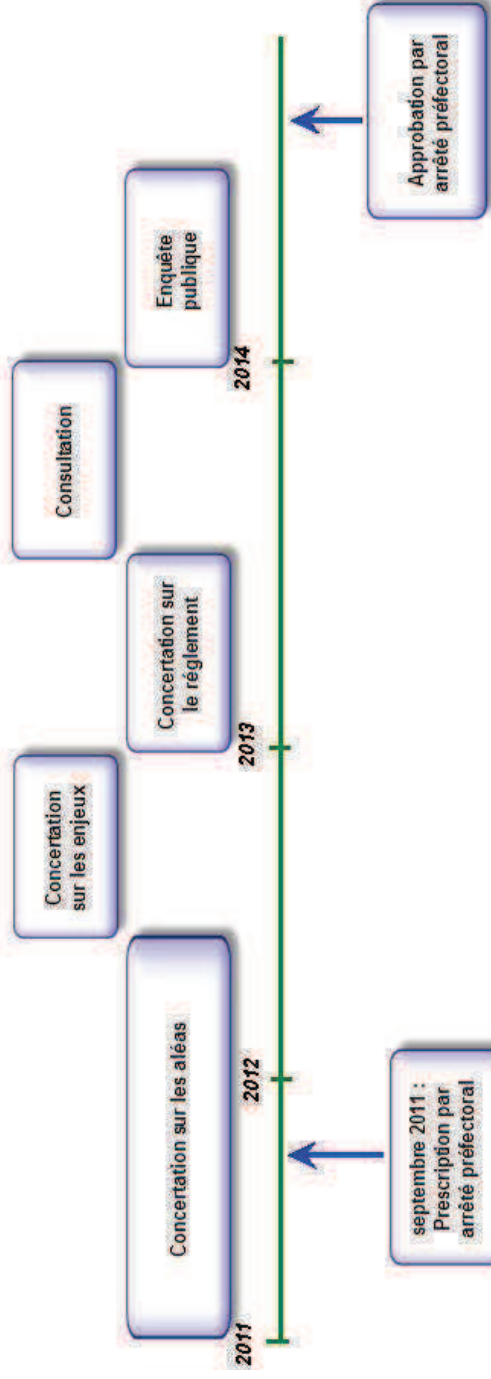 Concertation
sur les enjeux
Consultation
Concertation sur les aléas
Concertation sur
le réglement
Enquête
publique
2011
2012
2013
2014
septembre 2011 :
Prescription par
arrêté préfectoral
Approbation par
arrêté préfectoral